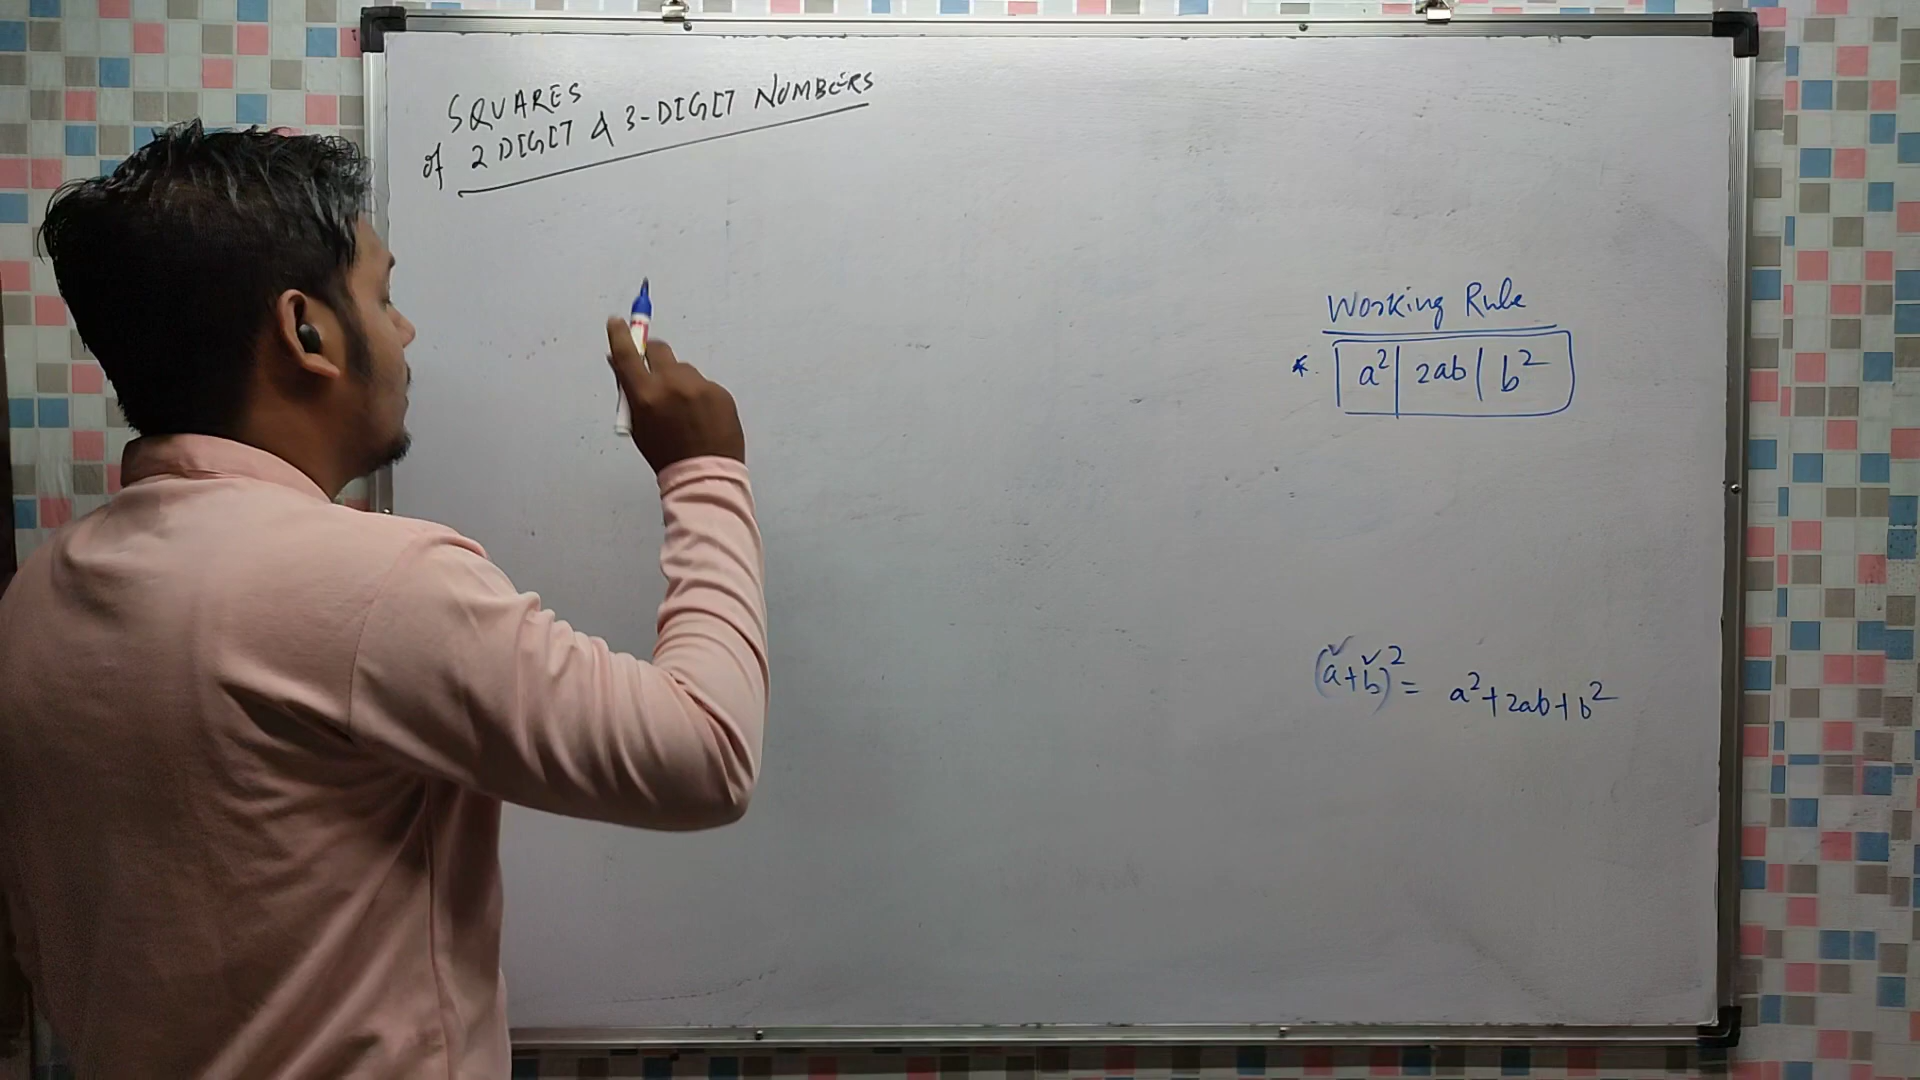 SQUARES
of 2 DIGIT & 3-DIGIT NUMBERS
Working Rule
*. | a² | 2ab | b²
(a+b)² = a²+2ab+b²